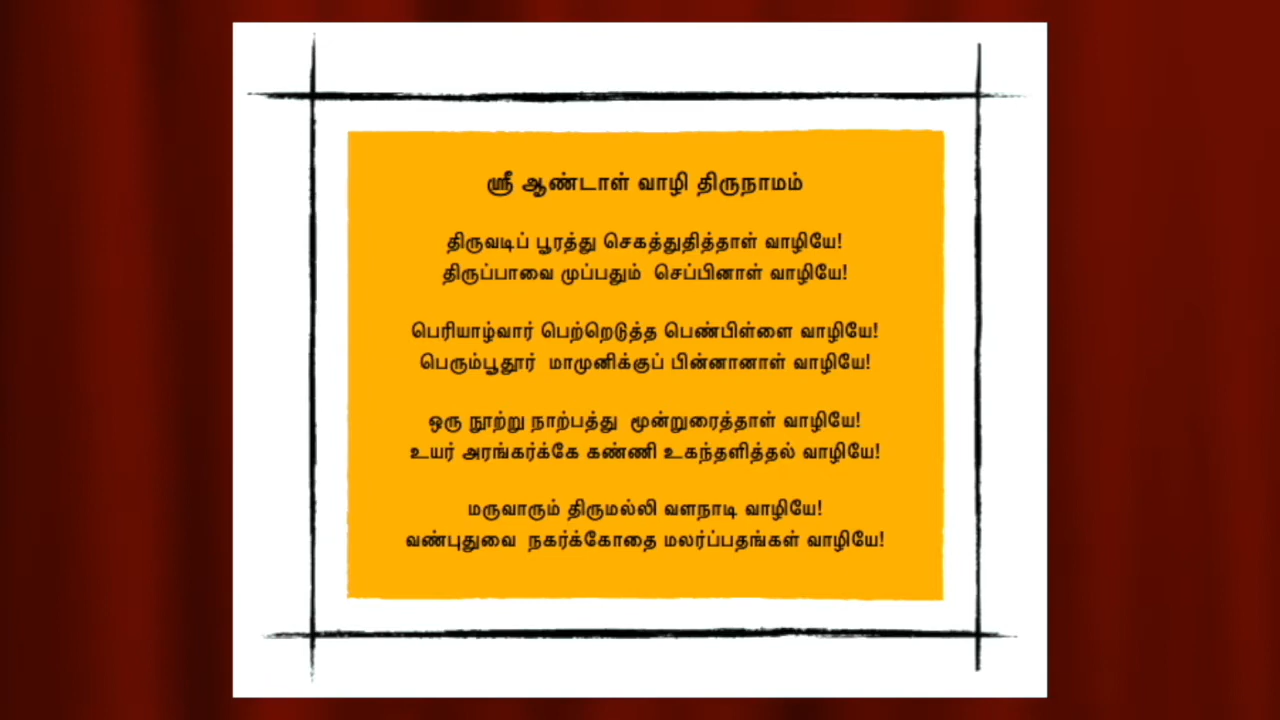 ஸ்ரீ ஆண்டாள் வாழி திருநாமம்
திருவடிப் பூரத்து செகத்துதித்தாள் வாழியே!
திருப்பாவை முப்பதும் செப்பினாள் வாழியே!
பெரியாழ்வார் பெற்றெடுத்த பெண்பிள்ளை வாழியே!
பெரும்பூதூர் மாமுனிக்குப் பின்னானாள் வாழியே!
ஒரு நூற்று நாற்பத்து மூன்றுரைத்தாள் வாழியே!
உயர் அரங்கர்க்கே கண்ணி உகந்தளித்தல் வாழியே!
மருவாரும் திருமல்லி வளநாடி வாழியே!
வண்புதுவை நகர்க்கோதை மலர்ப்பதங்கள் வாழியே!